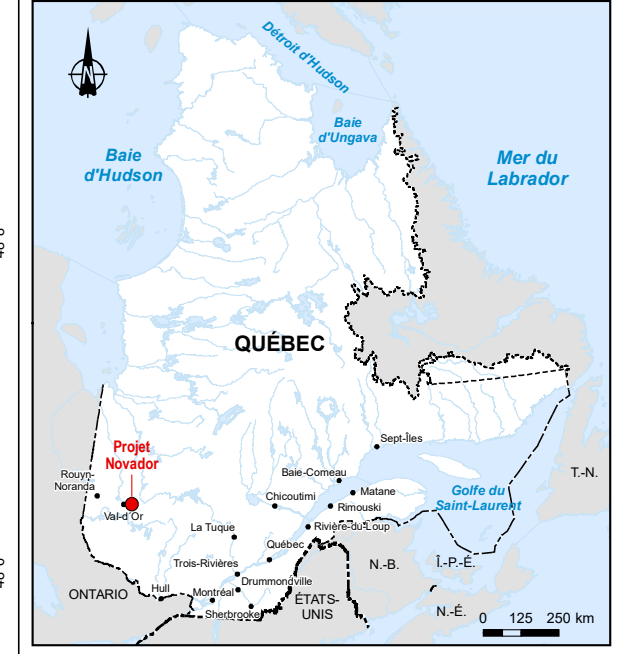 N
Détroit d'Hudson
Baie
d'Ungava
Baie
d'Hudson
Mer du
Labrador
QUÉBEC
Sept-Îles
Projet
Novador
Rouyn-
Noranda
Val-d'Or
Baie-Comeau
Matane
Chicoutimi
Rimouski
Golfe du
Saint-Laurent
T.-N.
La Tuque
Rivière-du-Loup
Québec
Trois-Rivières
N.-B.
Î.-P.-É.
Drummondville
Hull
Montréal
ONTARIO
Sherbrooke
ÉTATS-
UNIS
N.-É.
0 125 250 km